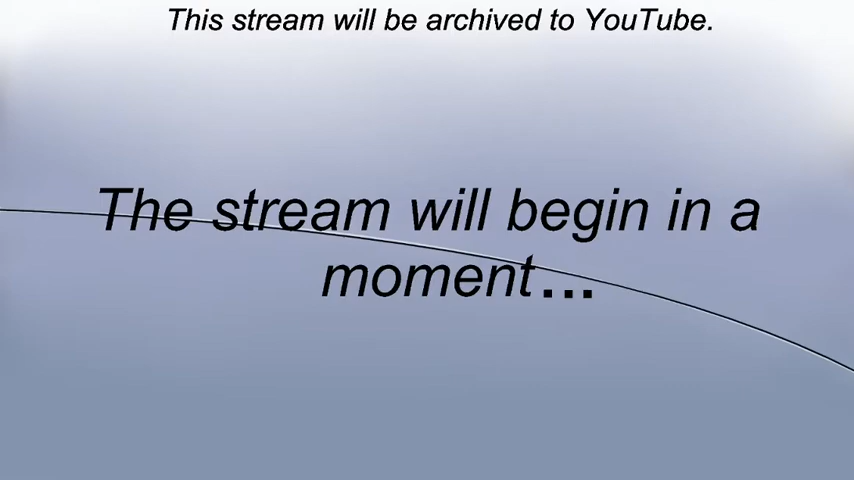 This stream will be archived to YouTube.
The stream will begin in a
moment...